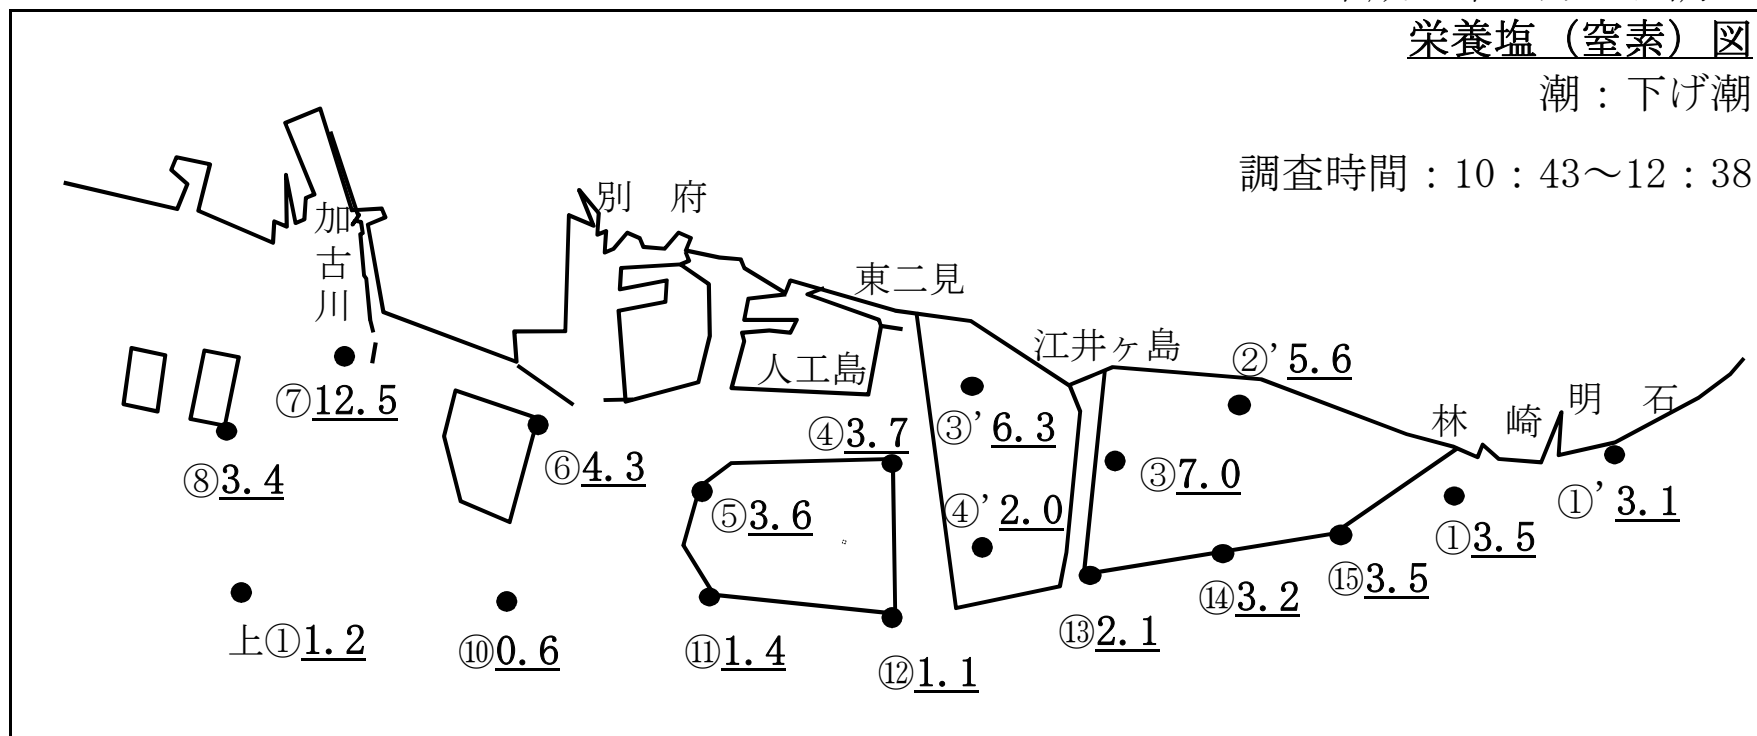 栄養塩（窒素）図
潮：下げ潮
調査時間：10：43～12：38
加古川
別　府
東二見
人工島
江井ヶ島
林　崎
明　石
②’5.6
⑦12.5
③’6.3
④3.7
⑥4.3
③7.0
⑧3.4
⑤3.6
④’2.0
①’3.1
①3.5
⑮3.5
⑭3.2
⑬2.1
上①1.2
⑩0.6
⑪1.4
⑫1.1